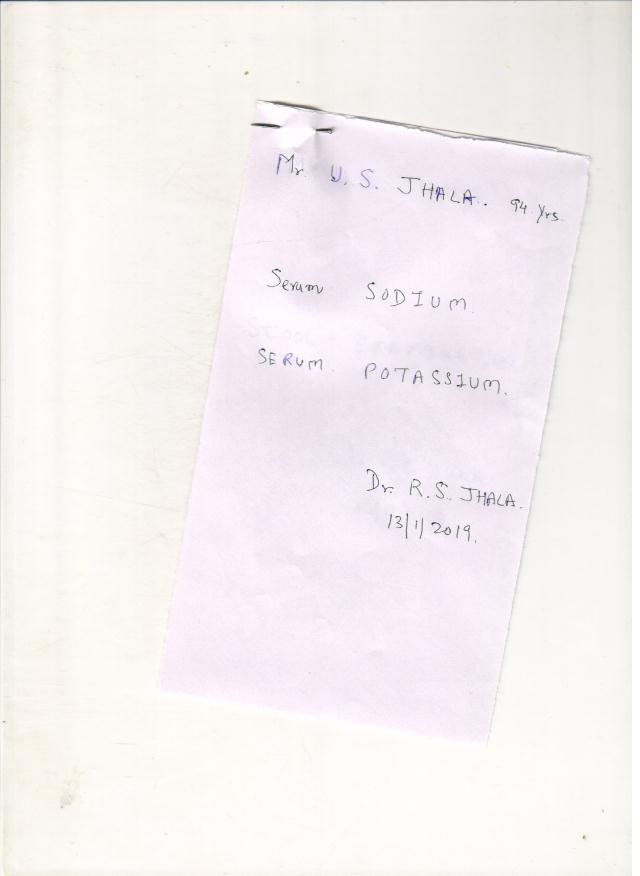 Mr. U. S. JHALA. 94 yrs.
Serum SODIUM.
SERUM. POTASSIUM.
Dr. R.S. JHALA.
13/1/2019.